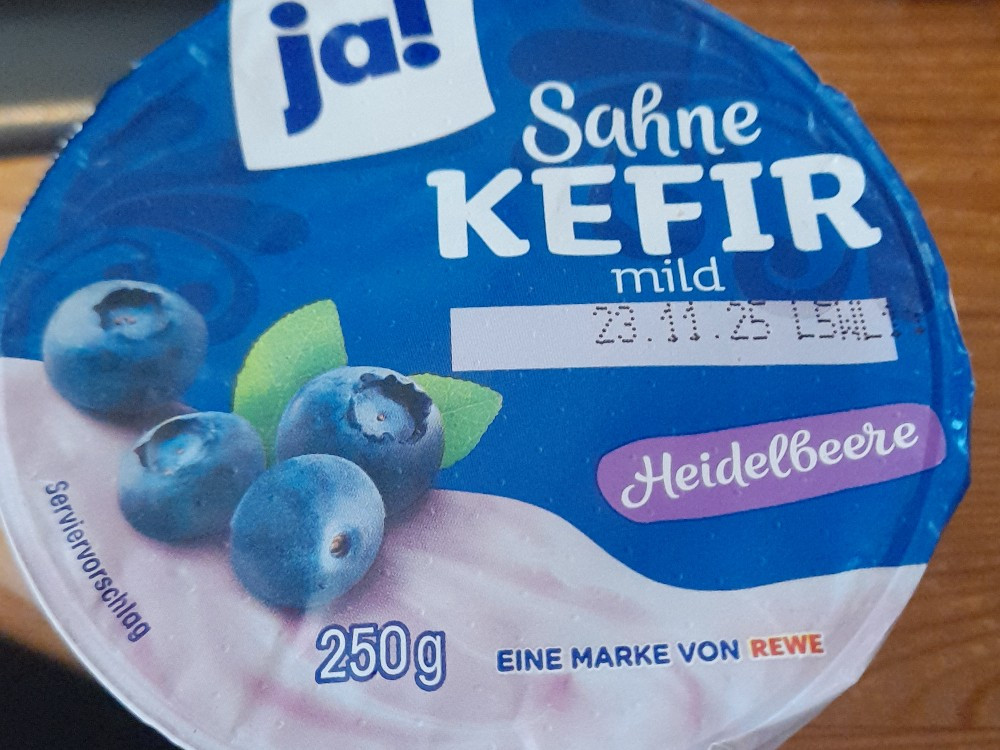 ja!
Sahne
KEFIR
mild
23.11.25
Heidelbeere
Serviervorschlag
250g
EINE MARKE VON REWE